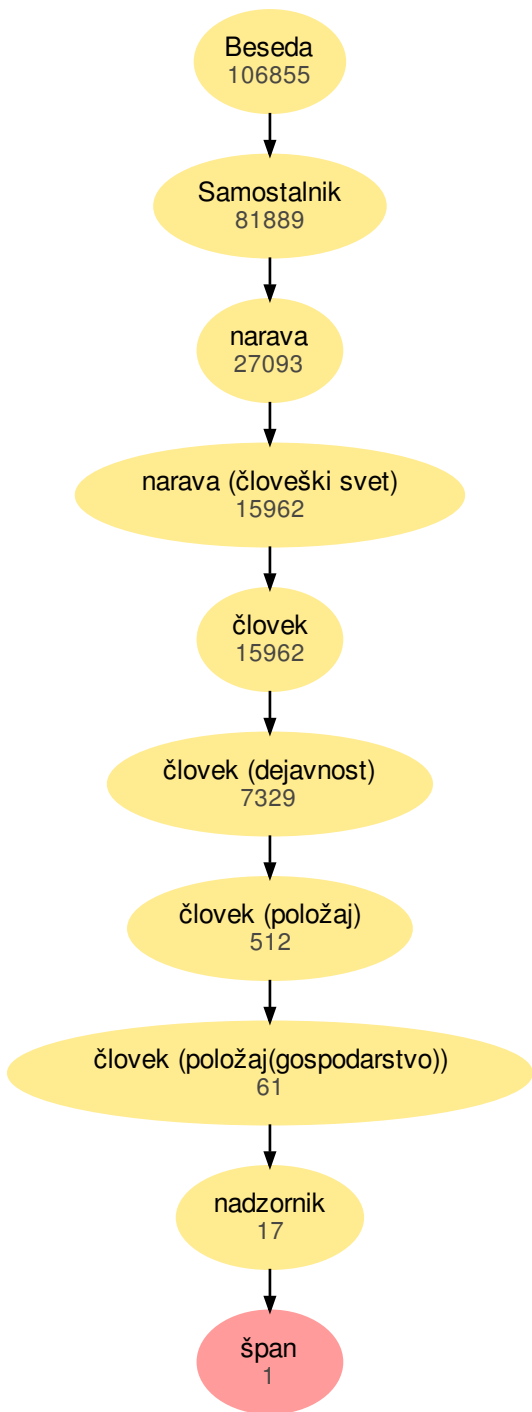 Beseda
106855
Samostalnik
81889
narava
27093
narava (človeški svet)
15962
človek
15962
človek (dejavnost)
7329
človek (položaj)
512
človek (položaj(gospodarstvo))
61
nadzornik
17
špan
1